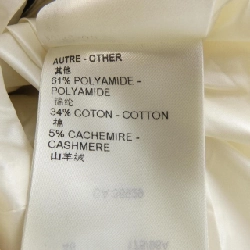 AUTRE - OTHER
其他
61% POLYAMIDE -
POLYAMIDE
锦纶
34% COTON - COTTON
棉
5% CACHEMIRE -
CASHMERE
山羊绒